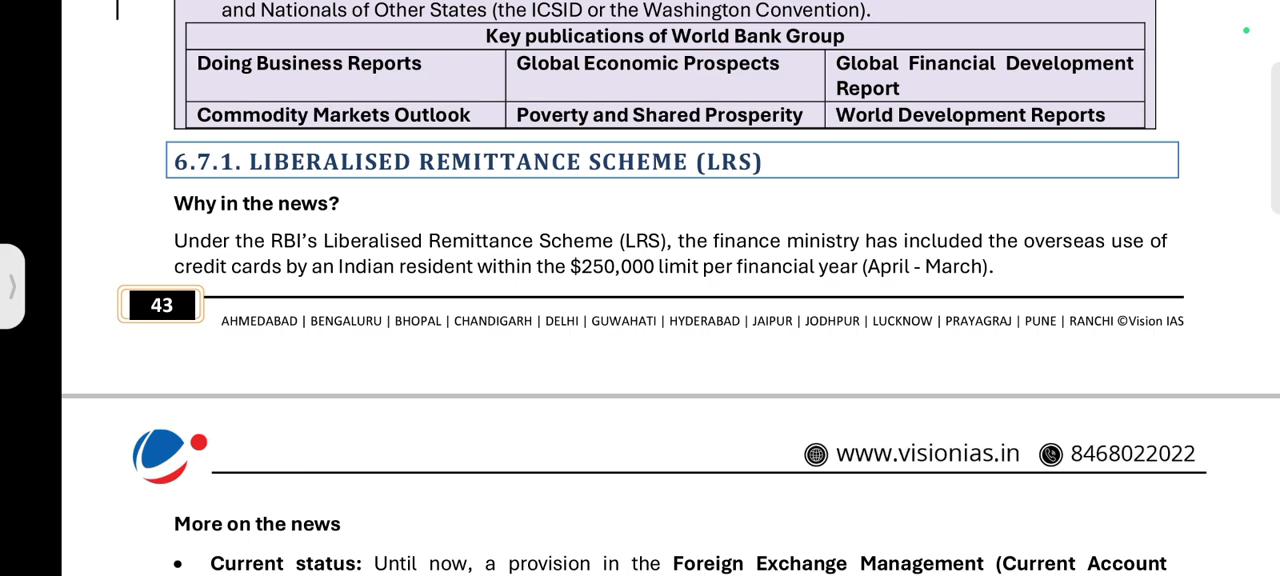 and Nationals of Other States (the ICSID or the Washington Convention).
Key publications of World Bank Group
Doing Business Reports
Global Economic Prospects
Global Financial Development
Report
Commodity Markets Outlook
Poverty and Shared Prosperity
World Development Reports
6.7.1. LIBERALISED REMITTANCE SCHEME (LRS)
Why in the news?
Under the RBI’s Liberalised Remittance Scheme (LRS), the finance ministry has included the overseas use of
credit cards by an Indian resident within the $250,000 limit per financial year (April - March).
43
AHMEDABAD | BENGALURU | BHOPAL | CHANDIGARH | DELHI | GUWAHATI | HYDERABAD | JAIPUR | JODHPUR | LUCKNOW | PRAYAGRAJ | PUNE | RANCHI ©Vision IAS
www.visionias.in 8468022022
More on the news
• Current status: Until now, a provision in the Foreign Exchange Management (Current Account